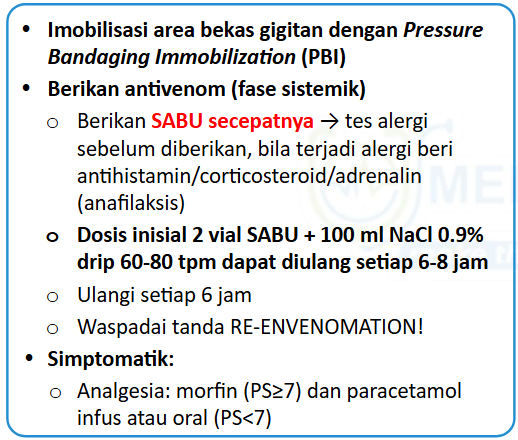 • Imobilisasi area bekas gigitan dengan Pressure
Bandaging Immobilization (PBI)
• Berikan antivenom (fase sistemik)
o Berikan SABU secepatnya → tes alergi
sebelum diberikan, bila terjadi alergi beri
antihistamin/corticosteroid/adrenalin
(anafilaksis)
o Dosis inisial 2 vial SABU + 100 ml NaCl 0.9%
drip 60-80 tpm dapat diulang setiap 6-8 jam
o Ulangi setiap 6 jam
o Waspadai tanda RE-ENVENOMATION!
• Simptomatik:
o Analgesia: morfin (PS≥7) dan paracetamol
infus atau oral (PS<7)